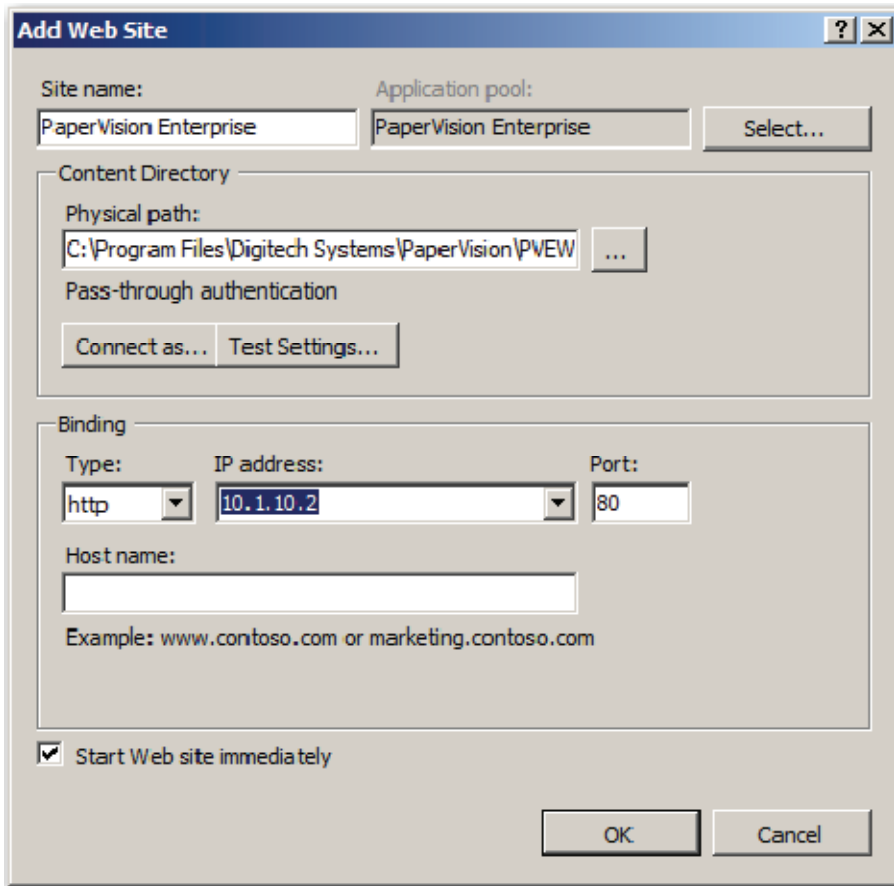 Add Web Site
Site name: Application pool:
PaperVision Enterprise PaperVision Enterprise Select...
Content Directory
Physical path:
C:\Program Files\Digitech Systems\PaperVision\PVEW ...
Pass-through authentication
Connect as... Test Settings...
Binding
Type: IP address: Port:
http 10.1.10.2 80
Host name:
Example: www.contoso.com or marketing.contoso.com
Start Web site immediately
OK Cancel